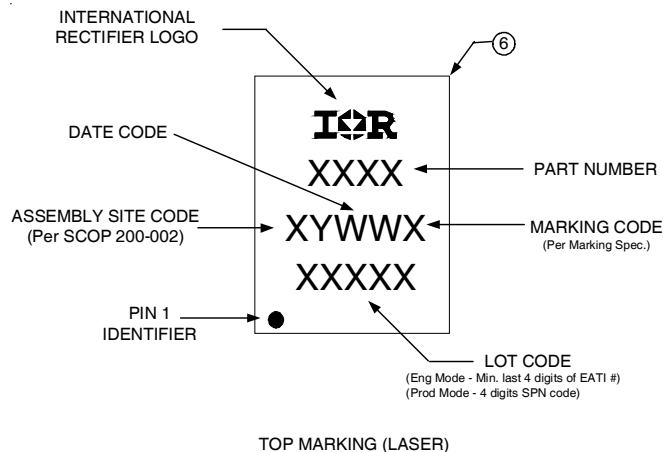 INTERNATIONAL
RECTIFIER LOGO
6
IOR
DATE CODE
XXXX
PART NUMBER
ASSEMBLY SITE CODE
(Per SCOP 200-002)
XYWWX
MARKING CODE
(Per Marking Spec.)
XXXXX
PIN 1
IDENTIFIER
LOT CODE
(Eng Mode - Min. last 4 digits of EATI #)
(Prod Mode - 4 digits SPN code)
TOP MARKING (LASER)